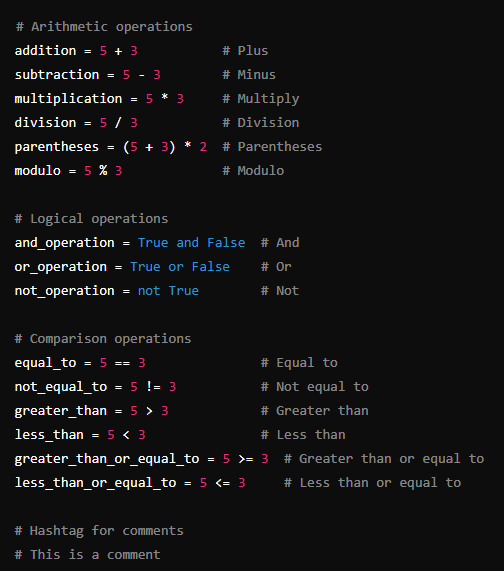 # Arithmetic operations
addition = 5 + 3           # Plus
subtraction = 5 - 3        # Minus
multiplication = 5 * 3     # Multiply
division = 5 / 3           # Division
parentheses = (5 + 3) * 2  # Parentheses
modulo = 5 % 3             # Modulo

# Logical operations
and_operation = True and False  # And
or_operation = True or False    # Or
not_operation = not True        # Not

# Comparison operations
equal_to = 5 == 3               # Equal to
not_equal_to = 5 != 3           # Not equal to
greater_than = 5 > 3            # Greater than
less_than = 5 < 3               # Less than
greater_than_or_equal_to = 5 >= 3  # Greater than or equal to
less_than_or_equal_to = 5 <= 3     # Less than or equal to

# Hashtag for comments
# This is a comment